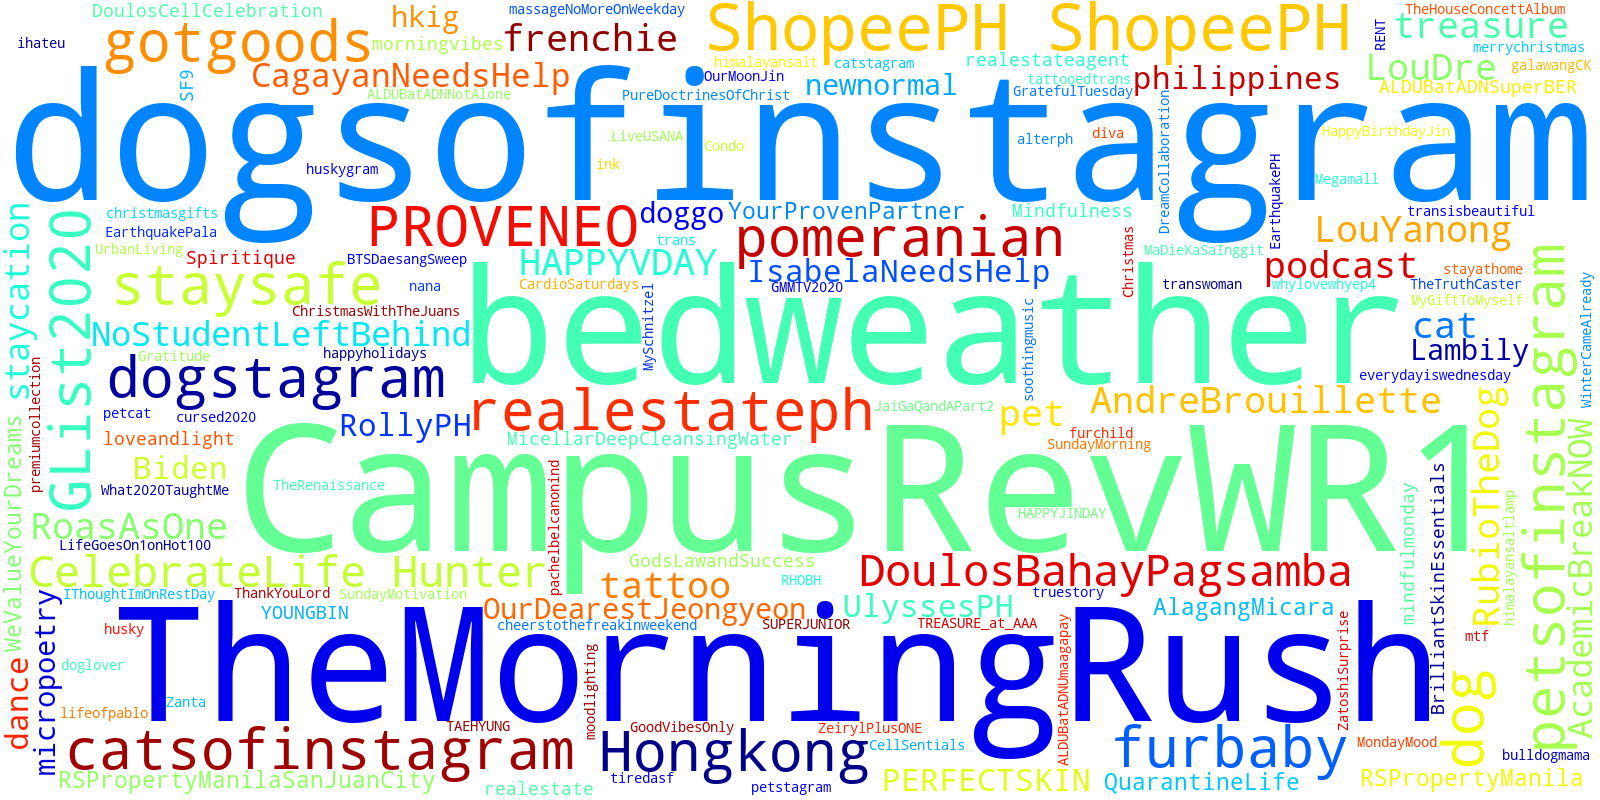 DoulosCellCelebration
hkig
massageNoMoreOnWeekday
ShopeePH ShopeePH
TheHouseConcettAlbum
treasure
ihateu
gotgoods
morningvibes
frenchie
RENT
merrychristmas
himalayansalt
catstagram
realestateagent
LouDre
galawangCK
SF9
CagayanNeedsHelp
OurMoonJin
newnormal
tattooedtrans
philippines
ALDUBatADNSuperBER
ALDUBatADNNotAlone
PureDoctrinesOfChrist
GratefulTuesday
DreamCollaboration
dogsofinstagram
LiveUSANA
Condo
alterph
diva
HappyBirthdayJin
huskygram
ink
Megamall
EarthquakePH
staycation
GList2020
christmasgifts
PROVENEO
doggo
YourProvenPartner
Mindfulness
transisbeautiful
EarthquakePala
UrbanLiving
Spiritique
BTSDaesangSweep
trans
pomeranian
Christmas
MaDieKaSaInggit
LouYanong
staysafe
nana
HAPPYVDAY
CardioSaturdays
IsabelaNeedsHelp
GMMTV2020
transwoman
podcast
whylovewhyep4
stayathome
TheTruthCaster
MyGiftToMyself
ChristmasWithTheJuans
MySchnitzel
bedweather
soothingmusic
WinterCameAlready
NoStudentLeftBehind
cat
Gratitude
happyholidays
Lambily
dogstagram
everydayiswednesday
premiumcollection
petcat
cursed2020
RollyPH
realestateph
JaiGaQandAPart2
pet
AndreBrouillette
loveandlight
MicellarDeepCleansingWater
furchild
SundayMorning
RubioTheDog
petsofinstagram
WeValueYourDreams
Biden
What2020TaughtMe
TheRenaissance
pachelbelcanonind
CampusRevWR1
HAPPYJINDAY
mindfulmonday
BrilliantSkinEssentials
himalayansaltlamp
AcademicBreakNOW
RoasAsOne
LifeGoesOn1onHot100
CelebrateLife Hunter
GodsLawandSuccess
RHOBH
DoulosBahayPagsamba
IThoughtImOnRestDay
ThankYouLord
SundayMotivation
tattoo
truestory
micropoetry
YOUNGBIN
OurDearestJeongyeon
UlyssesPH
AlagangMicara
husky
cheerstothefreakinweekend
SUPERJUNIOR
TREASURE_at_AAA
mtf
dance
doglover
TheMorningRush
moodlighting
ALDUBatADNUmaagapay
ZatoshiSurprise
dog
lifeofpablo
Zanta
TAEHYUNG
GoodVibesOnly
ZeirylPlusONE
CellSentials
catsofinstagram
Hongkong
furbaby
MondayMood
bulldogmama
RSPropertyManilaSanJuanCity
realestate
tiredasf
petstagram
PERFECTSKIN
QuarantineLife
RSPropertyManila